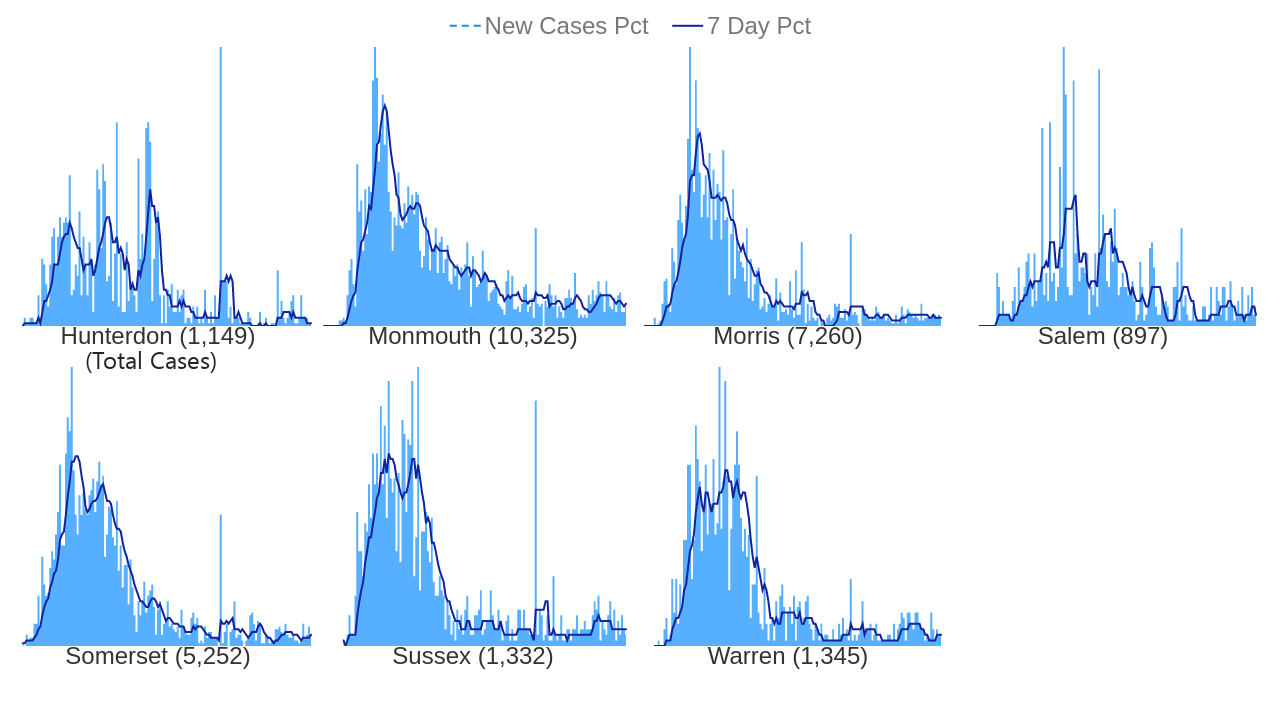 New Cases Pct 7 Day Pct
Hunterdon (1,149) Monmouth (10,325) Morris (7,260) Salem (897)
(Total Cases)
Somerset (5,252) Sussex (1,332) Warren (1,345)